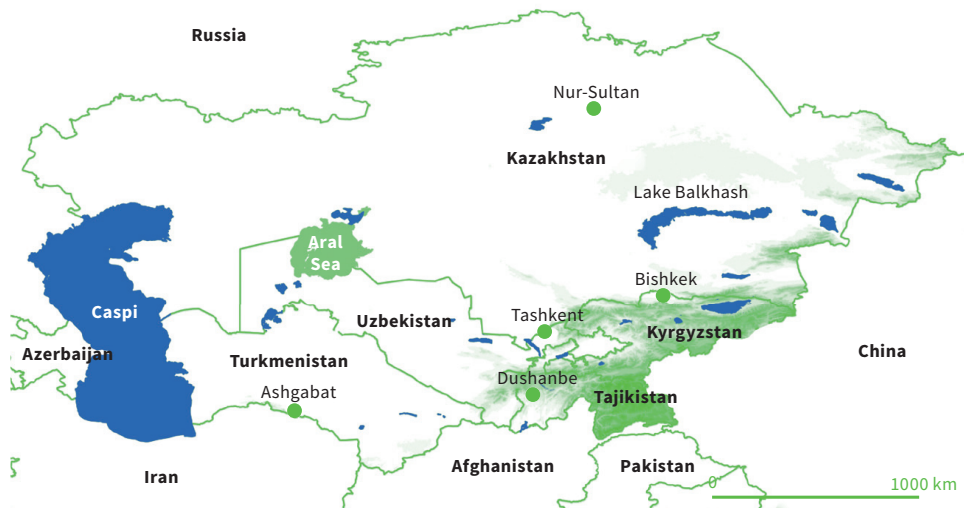 Russia
Nur-Sultan
Kazakhstan
Lake Balkhash
Aral
Sea
Bishkek
Caspi
Tashkent
Uzbekistan
Kyrgyzstan
Azerbaijan
Turkmenistan
China
Dushanbe
Ashgabat
Tajikistan
Iran
Afghanistan
Pakistan
0
1000 km